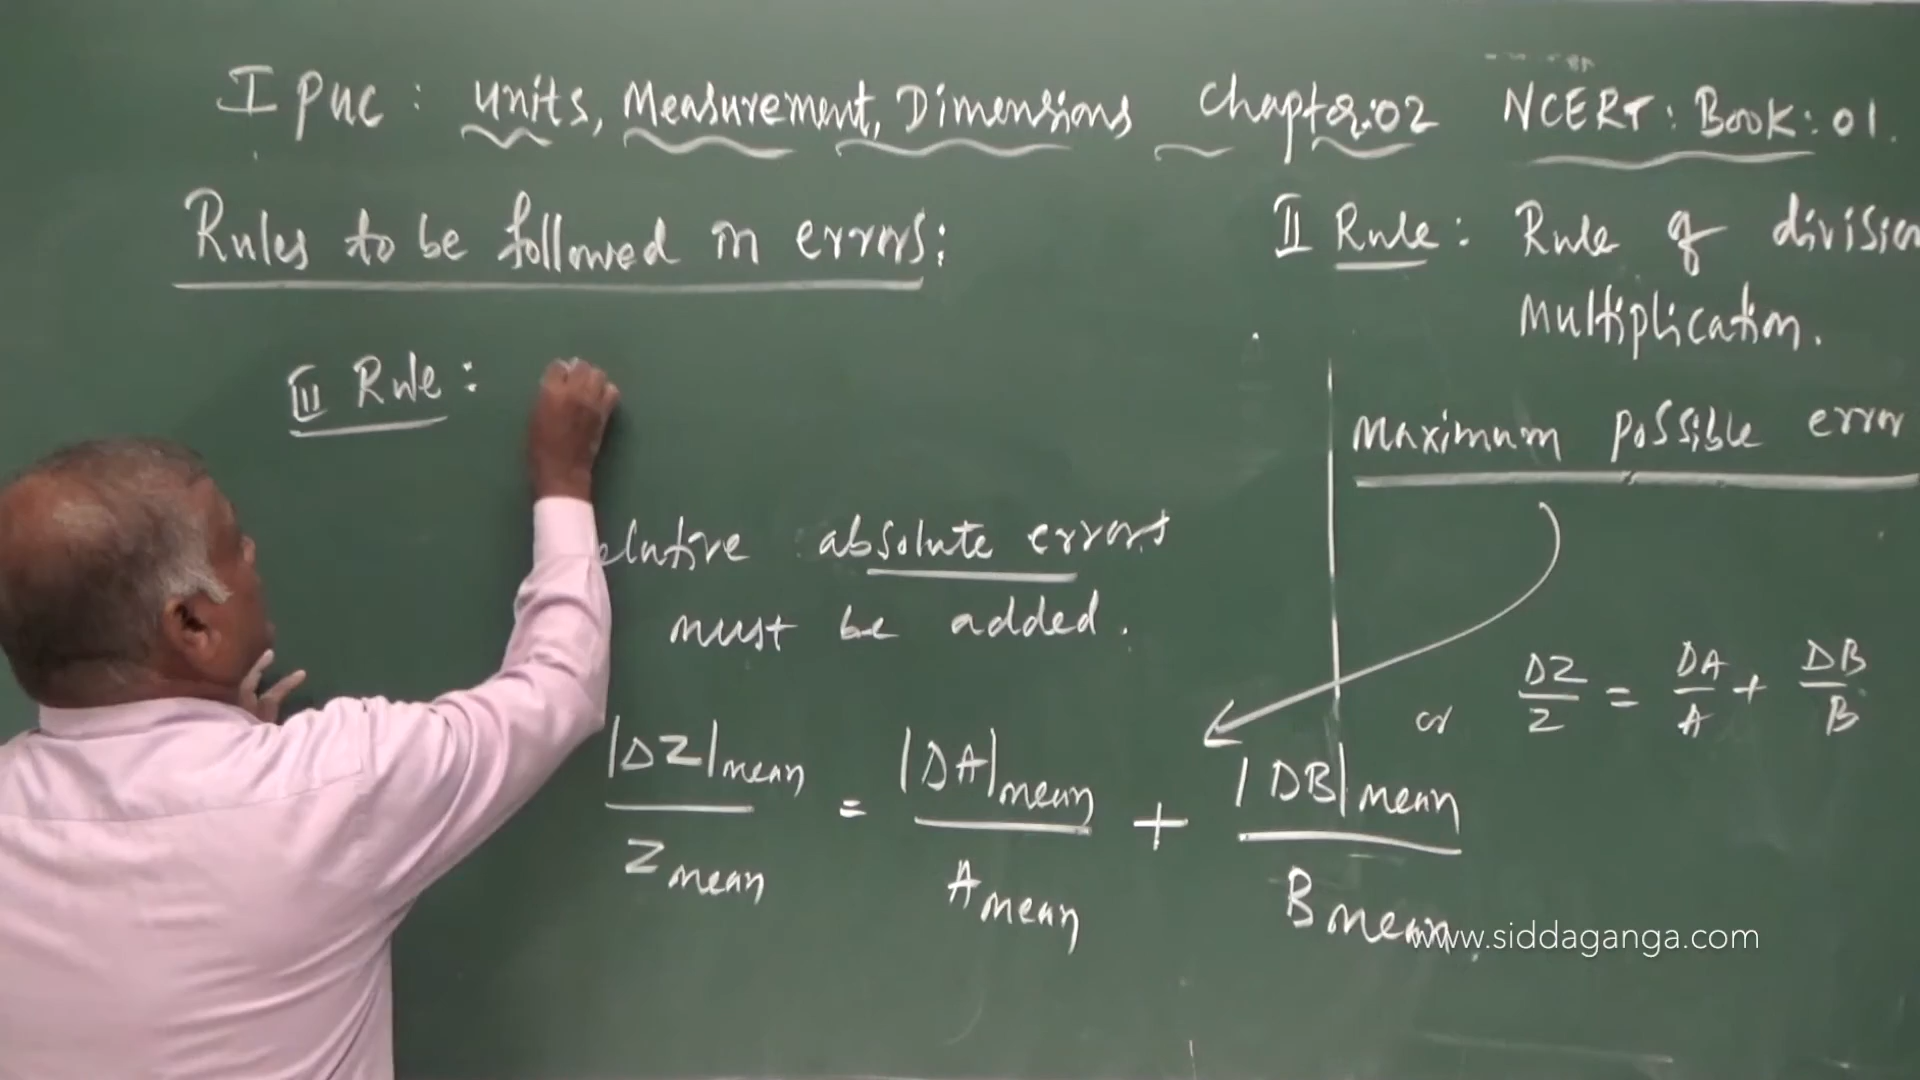 I PUC : Units, Measurement, Dimensions Chapter:02 NCERT : Book : 01.
Rules to be followed in errors:
II Rule : Rule of division
multiplication.
III Rule :
maximum possible error
elative absolute errors
must be added.
or ΔZ/Z = ΔA/A + ΔB/B
|ΔZ|mean / Zmean = |ΔA|mean / Amean + |ΔB|mean / Bmean
www.siddaganga.com